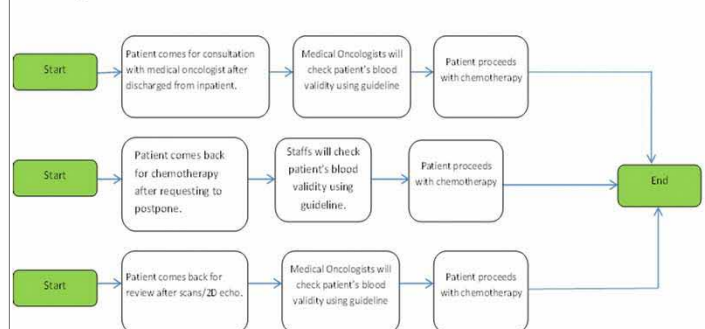 Start
Patient comes for consultation
with medical oncologist after
discharged from inpatient.
Medical Oncologists will
check patient's blood
validity using guideline
Patient proceeds
with chemotherapy
Start
Patient comes back
for chemotherapy
after requesting to
postpone.
Staffs will check
patient's blood
validity using
guideline.
Patient proceeds
with chemotherapy
End
Start
Patient comes back for
review after scans/2D echo.
Medical Oncologists will
check patient's blood
validity using guideline
Patient proceeds
with chemotherapy